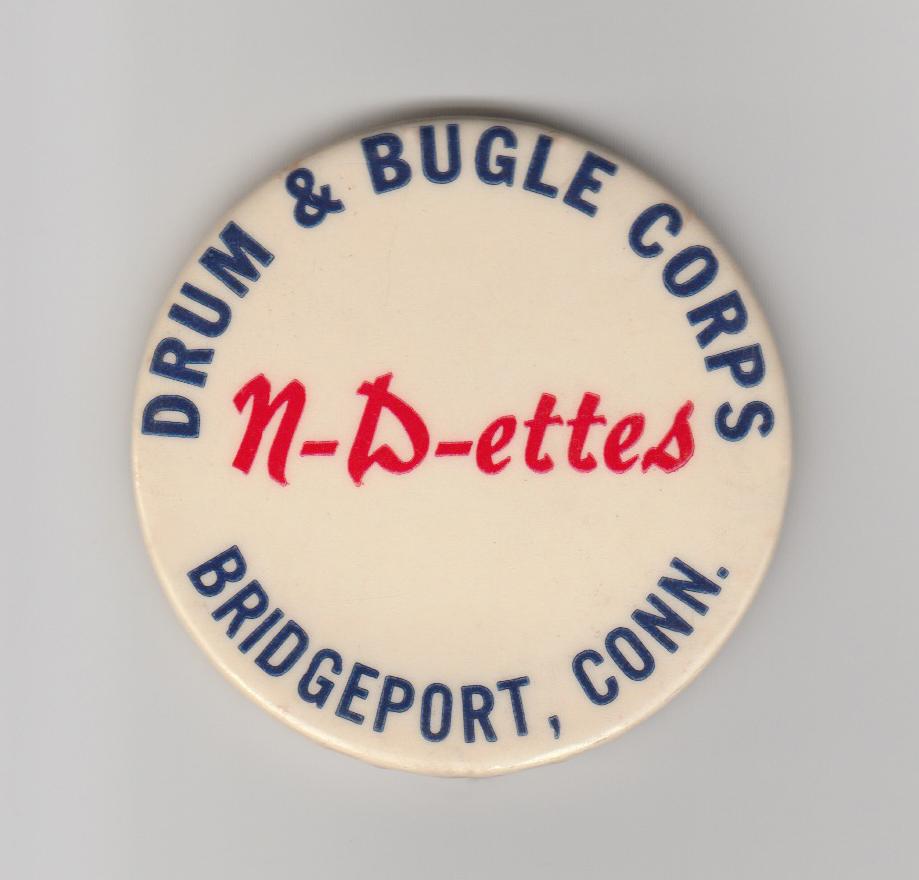 DRUM & BUGLE CORPS
N-D-ettes
BRIDGEPORT, CONN.